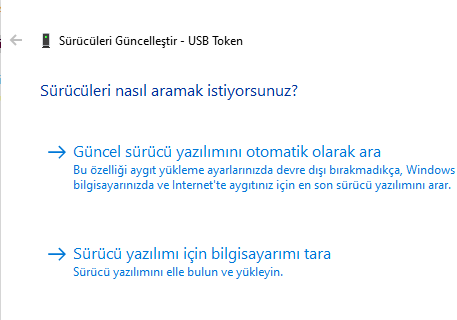 Sürücüleri Güncelleştir - USB Token
Sürücüleri nasıl aramak istiyorsunuz?
Güncel sürücü yazılımını otomatik olarak ara
Bu özelliği aygıt yükleme ayarlarınızda devre dışı bırakmadıkça, Windows
bilgisayarınızda ve Internet'te aygıtınız için en son sürücü yazılımını arar.
Sürücü yazılımı için bilgisayarımı tara
Sürücü yazılımını elle bulun ve yükleyin.